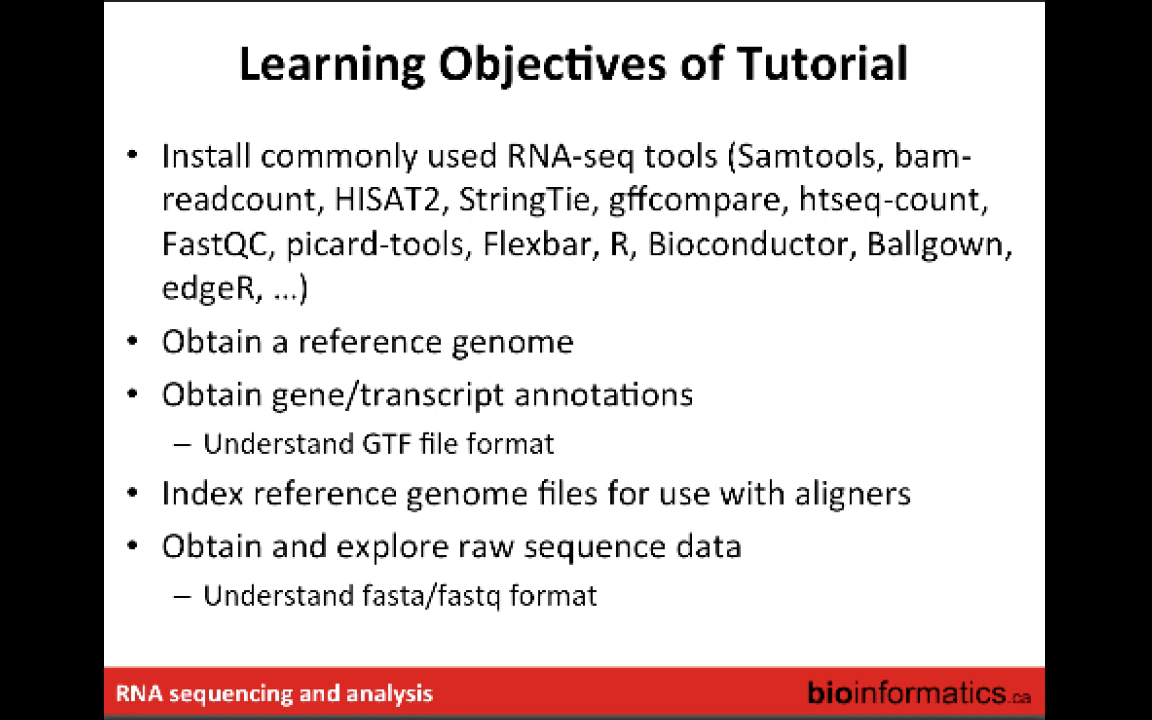 Learning Objectives of Tutorial
• Install commonly used RNA-seq tools (Samtools, bam-
readcount, HISAT2, StringTie, gffcompare, htseq-count,
FastQC, picard-tools, Flexbar, R, Bioconductor, Ballgown,
edgeR, ...)
• Obtain a reference genome
• Obtain gene/transcript annotations
– Understand GTF file format
• Index reference genome files for use with aligners
• Obtain and explore raw sequence data
– Understand fasta/fastq format
RNA sequencing and analysis
bioinformatics.ca